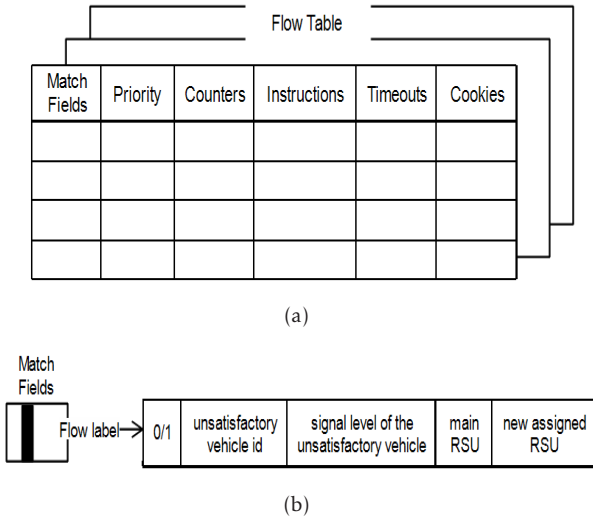 Flow Table
Match Fields Priority Counters Instructions Timeouts Cookies
(a)
Match
Fields
Flow label 0/1 unsatisfactory vehicle id signal level of the unsatisfactory vehicle main RSU new assigned RSU
(b)